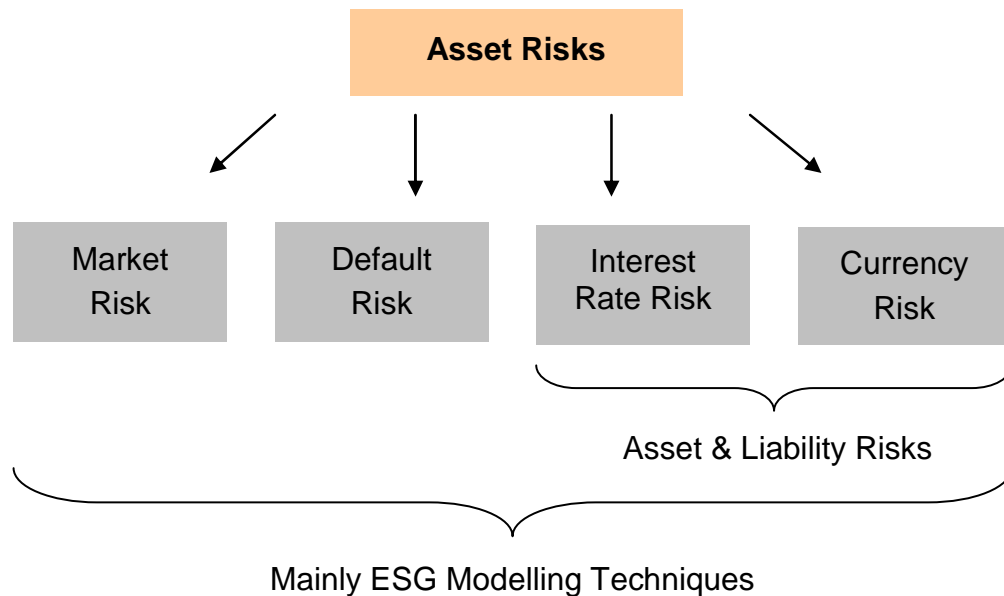 Asset Risks
Market
Risk
Default
Risk
Interest
Rate Risk
Currency
Risk
Asset & Liability Risks
Mainly ESG Modelling Techniques